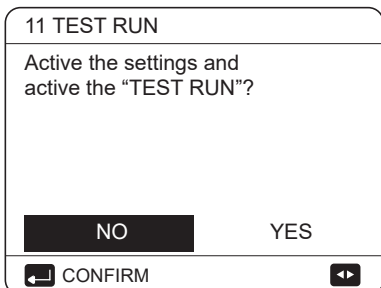 11 TEST RUN
Active the settings and
active the “TEST RUN”?
NO YES
CONFIRM